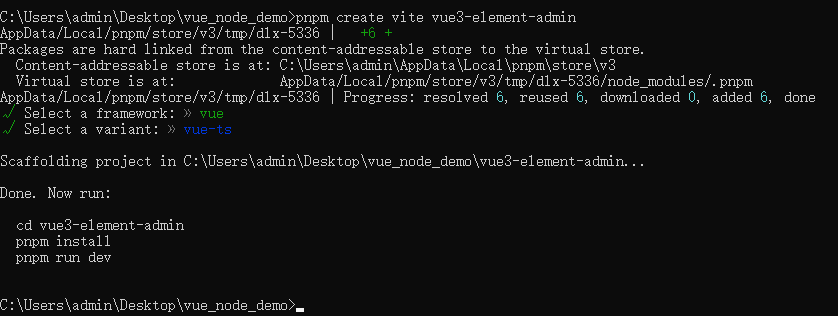 C:\Users\admin\Desktop\vue_node_demo>pnpm create vite vue3-element-admin
AppData/Local/pnpm/store/v3/tmp/dlx-5336 |   +6 +
Packages are hard linked from the content-addressable store to the virtual store.
  Content-addressable store is at: C:\Users\admin\AppData\Local\pnpm\store\v3
  Virtual store is at:             AppData/Local/pnpm/store/v3/tmp/dlx-5336/node_modules/.pnpm
AppData/Local/pnpm/store/v3/tmp/dlx-5336 | Progress: resolved 6, reused 6, downloaded 0, added 6, done
√ Select a framework: » vue
√ Select a variant: » vue-ts
Scaffolding project in C:\Users\admin\Desktop\vue_node_demo\vue3-element-admin...
Done. Now run:
  cd vue3-element-admin
  pnpm install
  pnpm run dev
C:\Users\admin\Desktop\vue_node_demo>